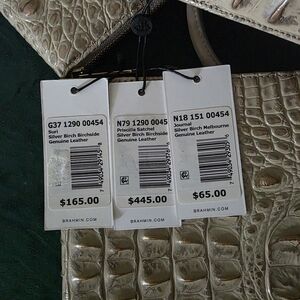 G37 1290 00454
Suri
Silver Birch Birchside
Genuine Leather
$165.00
BRAHMIN.COM
N79 1290 0045
Priscilla Satchel
Silver Birch Birchside
Genuine Leather
$445.00
BRAHMIN.COM
N18 151 00454
Journal
Silver Birch Melbourne
Genuine Leather
$65.00
BRAHMIN.COM